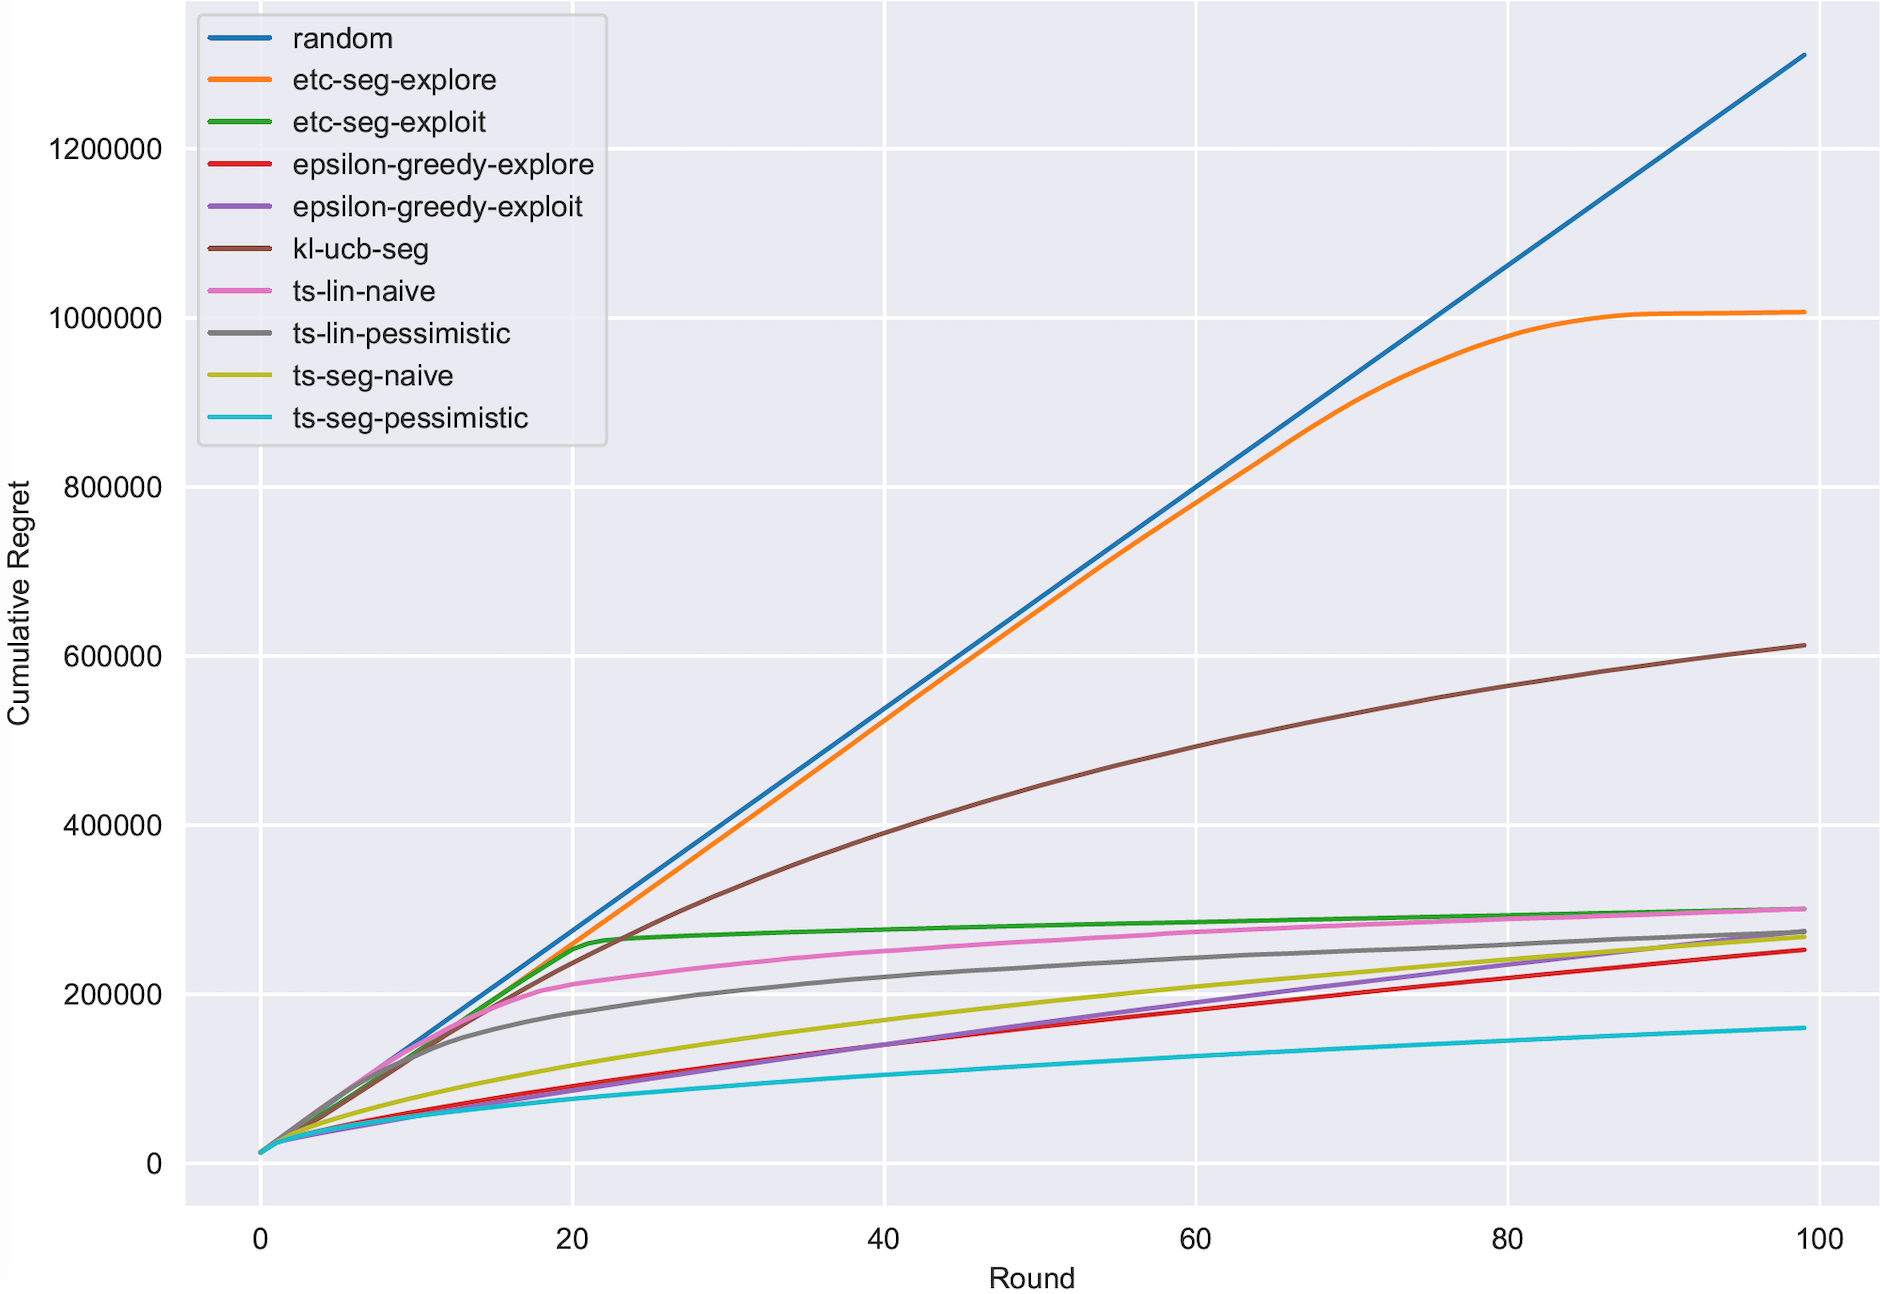 random
etc-seg-explore
etc-seg-exploit
epsilon-greedy-explore
epsilon-greedy-exploit
kl-ucb-seg
ts-lin-naive
ts-lin-pessimistic
ts-seg-naive
ts-seg-pessimistic
1200000
1000000
800000
600000
400000
200000
0
Cumulative Regret
0 20 40 60 80 100
Round